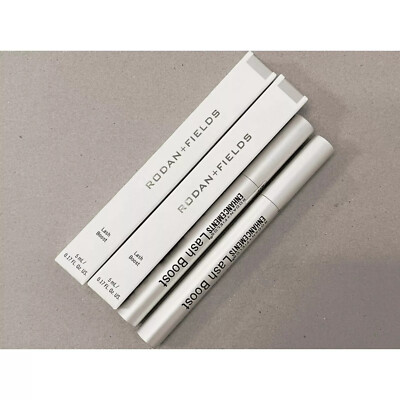 RODAN+FIELDS
Lash
Boost
5 mL /
0.17 FL. Oz US.
RODAN+FIELDS
Lash
Boost
5 mL /
0.17 FL. Oz US.
ENHANCEMENTS Lash Boost
ENHANCEMENTS Lash Boost